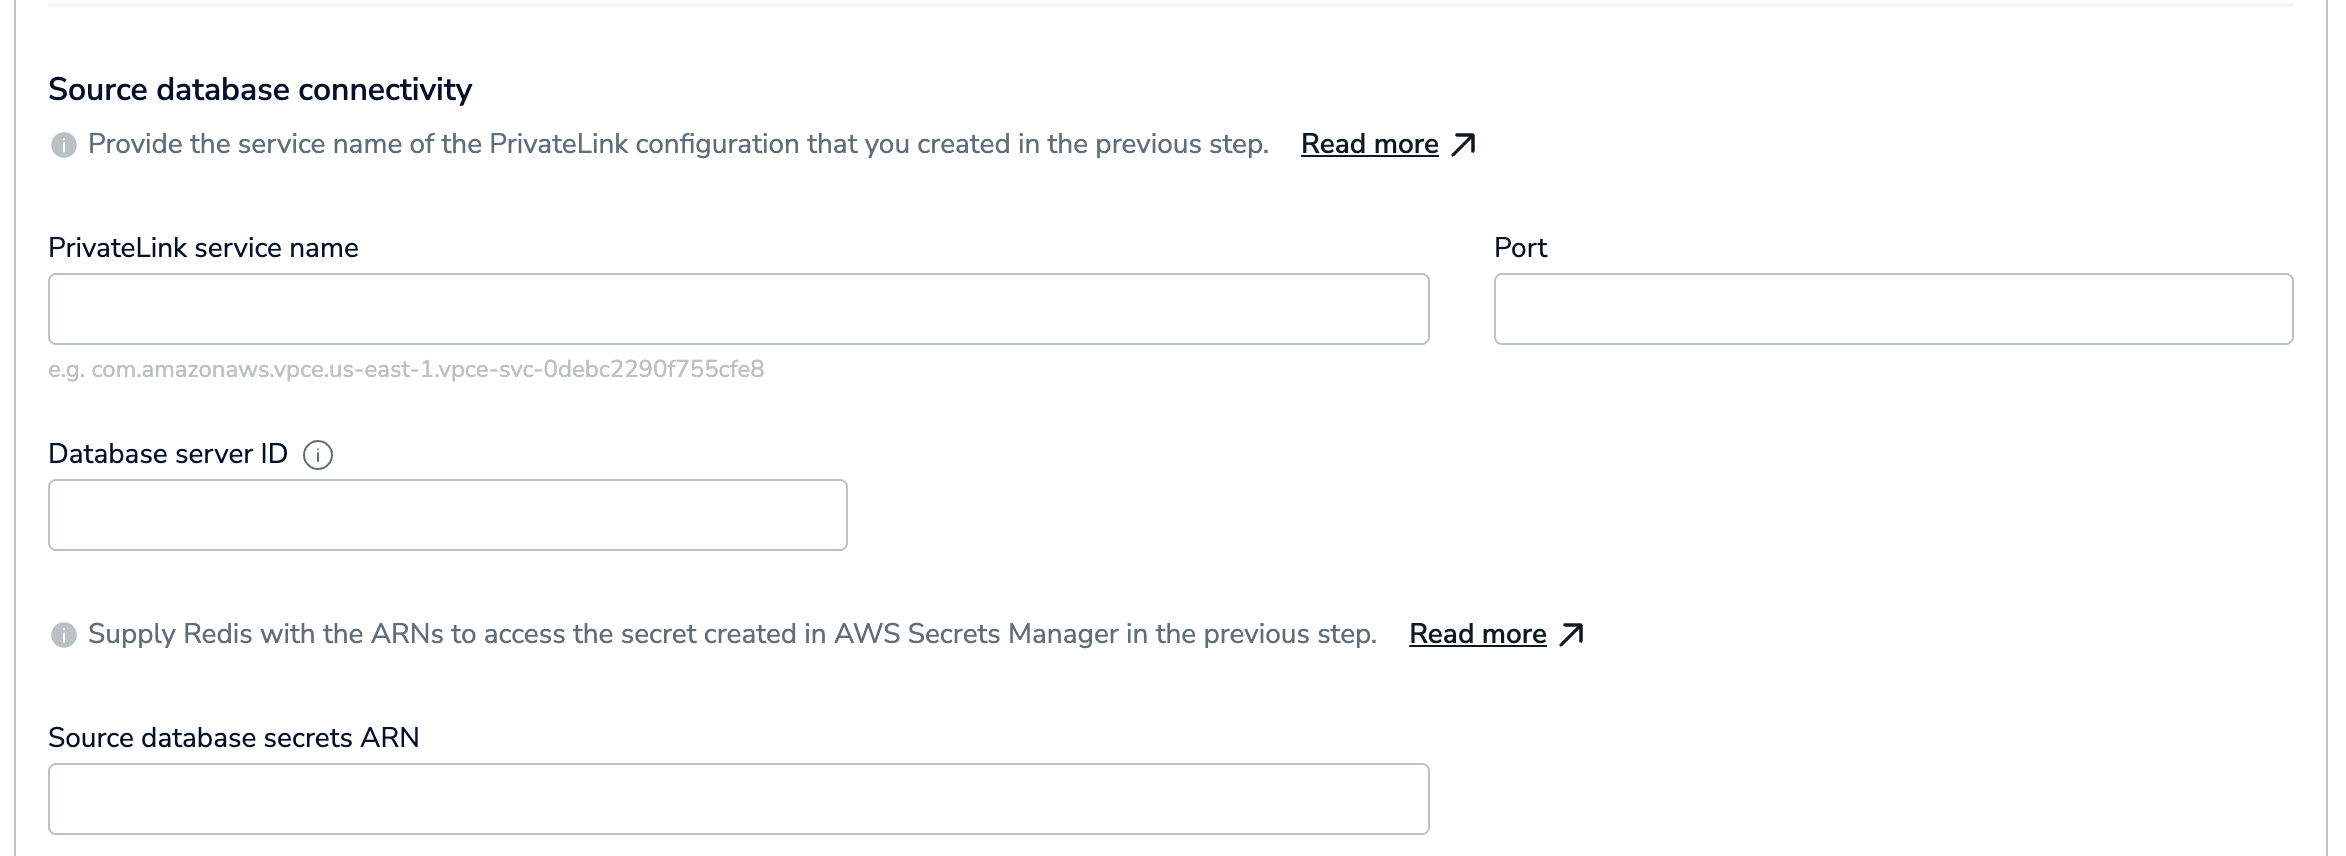 Source database connectivity
Provide the service name of the PrivateLink configuration that you created in the previous step. Read more
PrivateLink service name
Port
e.g. com.amazonaws.vpce.us-east-1.vpce-svc-0debc2290f755cfe8
Database server ID
Supply Redis with the ARNs to access the secret created in AWS Secrets Manager in the previous step. Read more
Source database secrets ARN